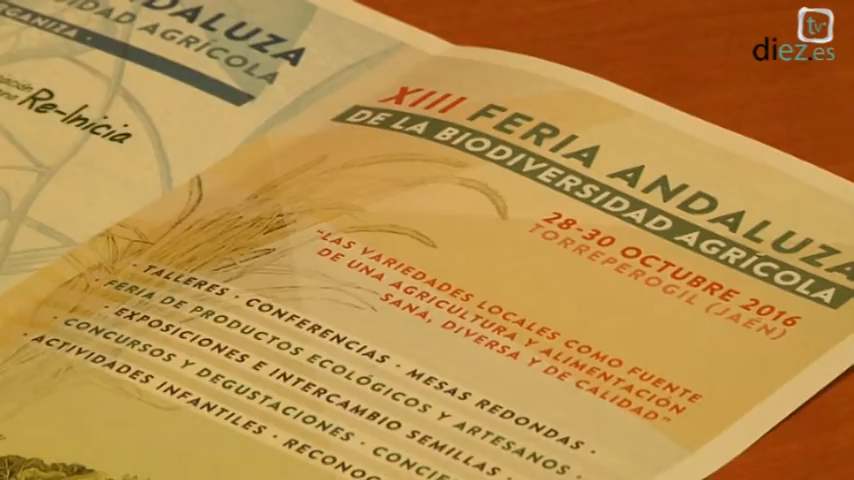 tv
diez.es
ANDALUZA
AGRÍCOLA
ORGANIZA
Re-Inicia
XIII FERIA ANDALUZA
DE LA BIODIVERSIDAD AGRÍCOLA
28-30 OCTUBRE 2016
TORREPEROGIL (JAÉN)
"LAS VARIEDADES LOCALES COMO FUENTE
DE UNA AGRICULTURA Y ALIMENTACIÓN
SANA, DIVERSA Y DE CALIDAD"
· TALLERES · CONFERENCIAS · MESAS REDONDAS ·
· FERIA DE PRODUCTOS ECOLÓGICOS Y ARTESANOS ·
· EXPOSICIONES E INTERCAMBIO SEMILLAS ·
· CONCURSOS Y DEGUSTACIONES ·
· ACTIVIDADES INFANTILES ·